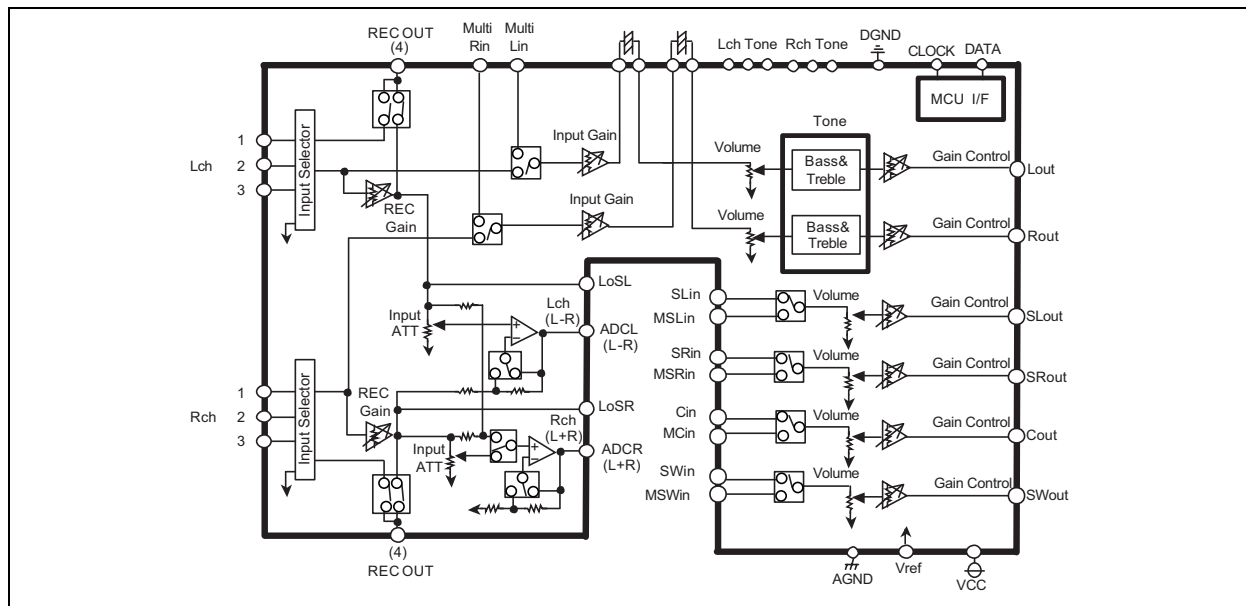 REC OUT
(4)
Multi
Rin
Multi
Lin
Lch Tone
Rch Tone
DGND
CLOCK
DATA
MCU I/F
Lch
1
2
3
Input Selector
REC
Gain
Input Gain
Input Gain
Volume
Volume
Tone
Bass&
Treble
Bass&
Treble
Gain Control
Lout
Gain Control
Rout
LoSL
Input
ATT
Lch
(L-R)
ADCL
(L-R)
Rch
1
2
3
Input Selector
REC
Gain
LoSR
Input
ATT
Rch
(L+R)
ADCR
(L+R)
(4)
REC OUT
SLin
MSLin
Volume
Gain Control
SLout
SRin
MSRin
Volume
Gain Control
SRout
Cin
MCin
Volume
Gain Control
Cout
SWin
MSWin
Volume
Gain Control
SWout
AGND
Vref
VCC